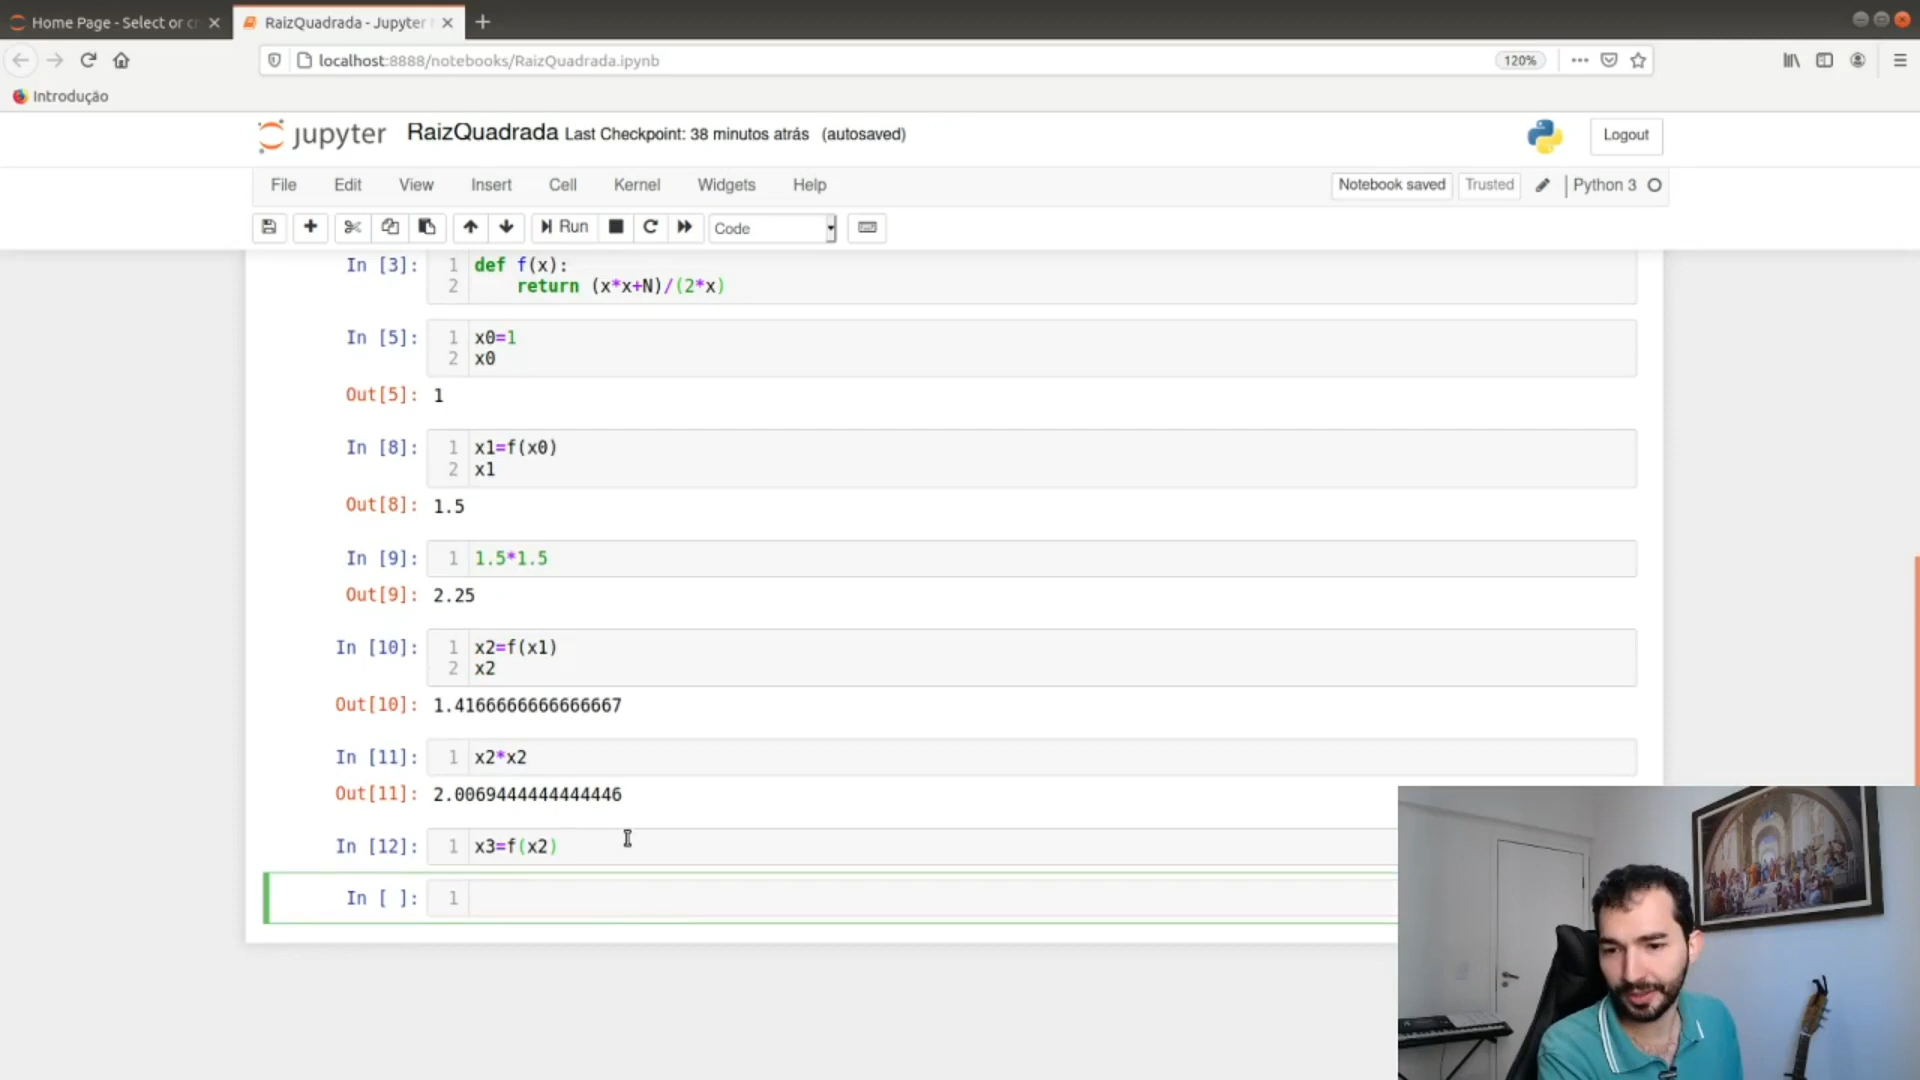 Home Page - Select or cr
RaizQuadrada - Jupyter
localhost:8888/notebooks/RaizQuadrada.ipynb
120%
Introdução
jupyter
RaizQuadrada Last Checkpoint: 38 minutos atrás (autosaved)
Logout
File Edit View Insert Cell Kernel Widgets Help
Notebook saved Trusted Python 3
Run Code
In [3]: 1 def f(x):
2 return (x*x+N)/(2*x)
In [5]: 1 x0=1
2 x0
Out[5]: 1
In [8]: 1 x1=f(x0)
2 x1
Out[8]: 1.5
In [9]: 1 1.5*1.5
Out[9]: 2.25
In [10]: 1 x2=f(x1)
2 x2
Out[10]: 1.4166666666666667
In [11]: 1 x2*x2
Out[11]: 2.0069444444444446
In [12]: 1 x3=f(x2)
In [ ]: 1